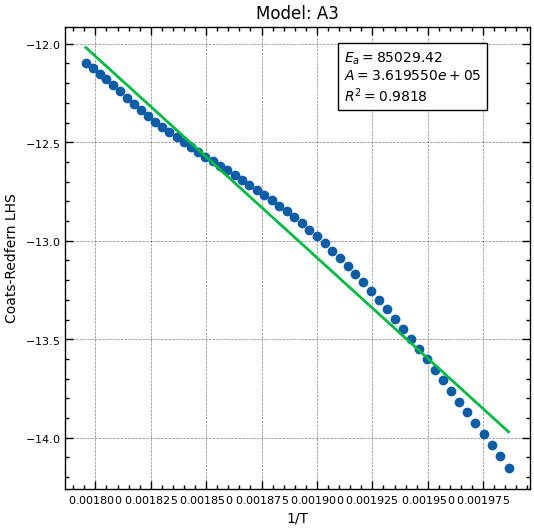 Model: A3
−12.0
−12.5
−13.0
−13.5
−14.0
Coats-Redfern LHS
E_a = 85029.42
A = 3.619550e + 05
R^2 = 0.9818
0.001800 0.001825 0.001850 0.001875 0.001900 0.001925 0.001950 0.001975
1/T